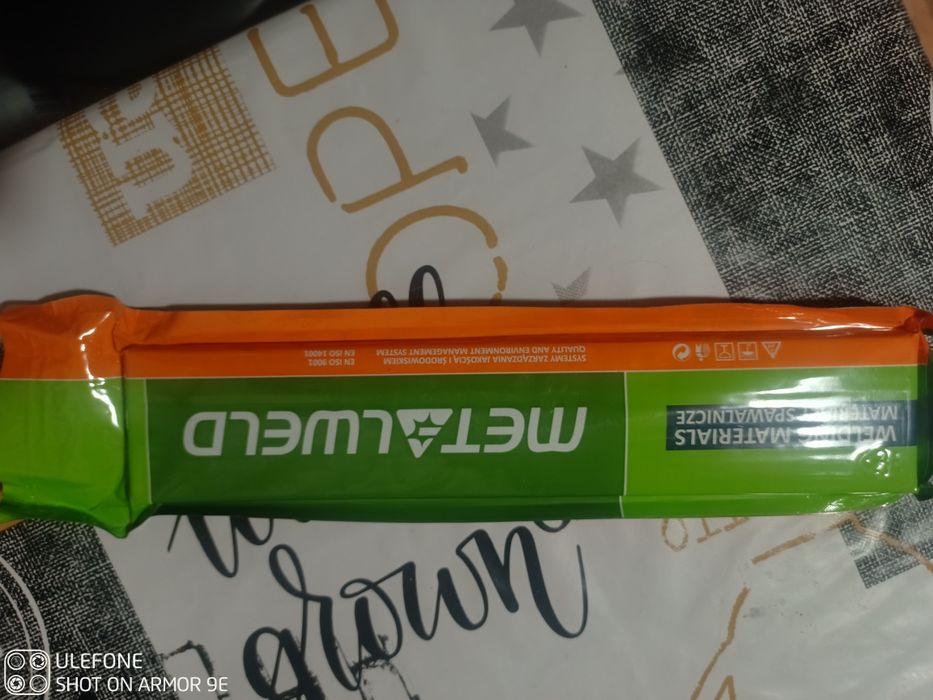 WELDING MATERIALS
MATERIAŁY SPAWALNICZE
METALWELD
SYSTEMY ZARZĄDZANIA JAKOŚCIĄ I ŚRODOWISKIEM
QUALITY AND ENVIRONMENT MANAGEMENT SYSTEM
EN ISO 9001
EN ISO 14001
grown
ULEFONE
SHOT ON ARMOR 9E